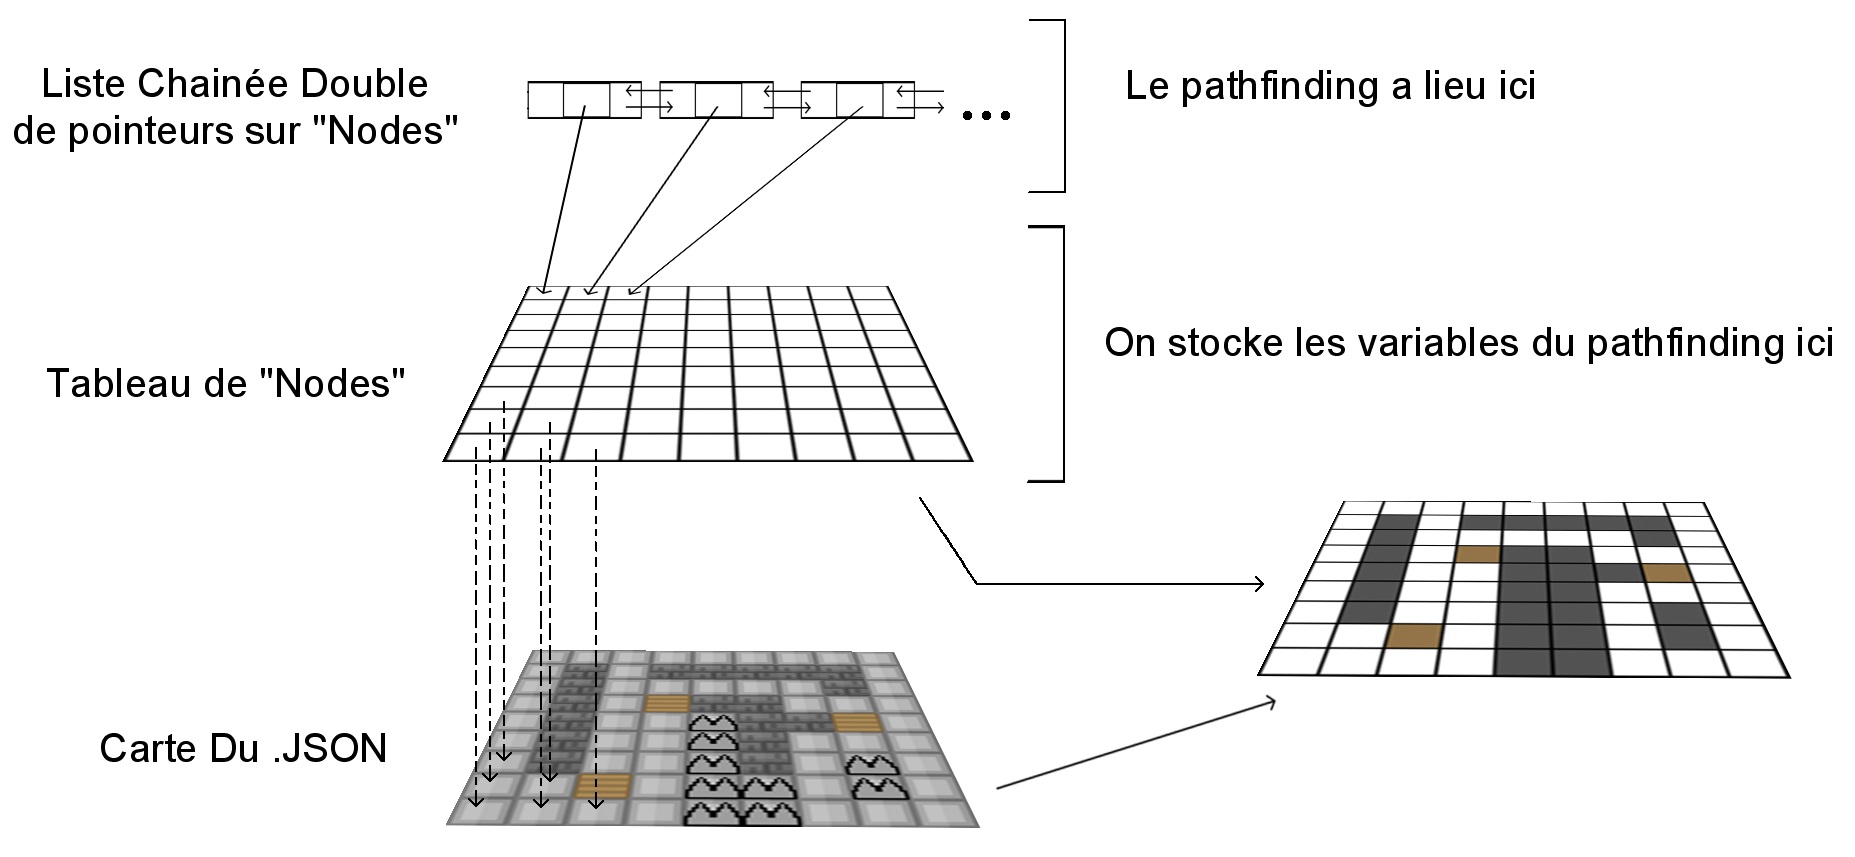 Liste Chainée Double
de pointeurs sur "Nodes"
Le pathfinding a lieu ici
...
On stocke les variables du pathfinding ici
Tableau de "Nodes"
Carte Du .JSON